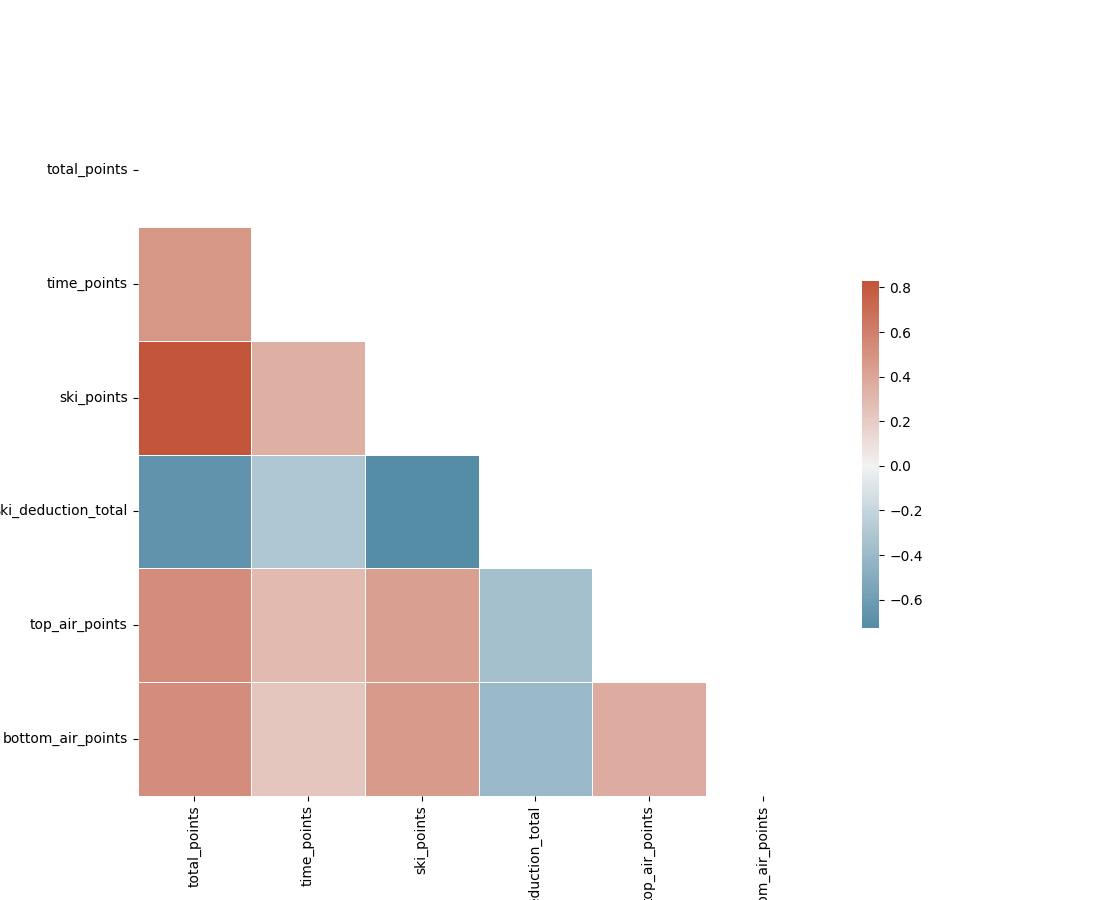 total_points
time_points
ski_points
ki_deduction_total
top_air_points
bottom_air_points
0.8
0.6
0.4
0.2
0.0
−0.2
−0.4
−0.6
total_points
time_points
ski_points
eduction_total
top_air_points
om_air_points